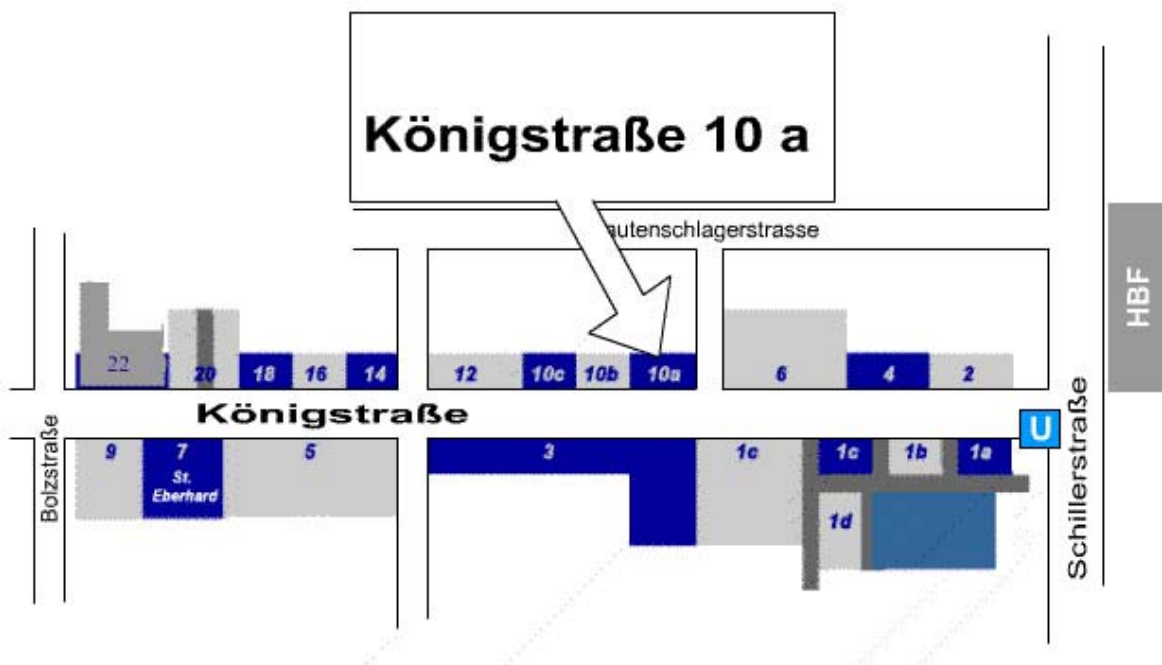 Königstraße 10 a
autenschlagerstrasse
HBF
22
20
18
16
14
12
10c
10b
10a
6
4
2
Königstraße
U
Schillerstraße
Bolzstraße
9
7
St.
Eberhard
5
3
1c
1c
1b
1a
1d